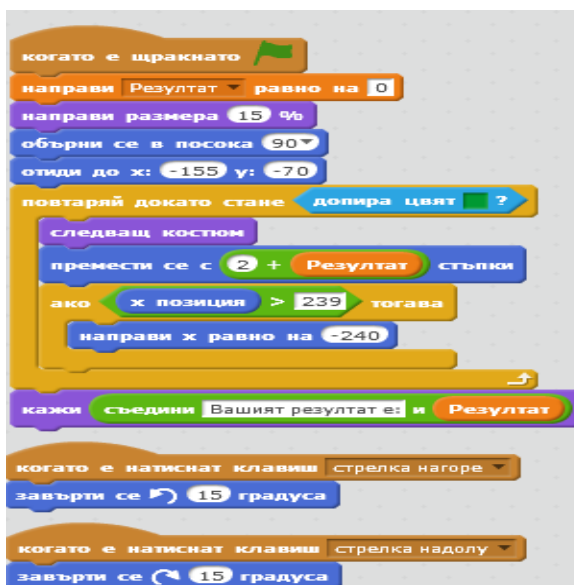 когато е щракнато
направи Резултат равно на 0
направи размера 15 %
обърни се в посока 90
отиди до x: -155 y: -70
повтаряй докато стане допира цвят ?
следващ костюм
премести се с 2 + Резултат стъпки
ако x позиция > 239 тогава
направи x равно на -240
кажи съедини Вашият резултат е: и Резултат
когато е натиснат клавиш стрелка нагоре
завърти се 15 градуса
когато е натиснат клавиш стрелка надолу
завърти се 15 градуса